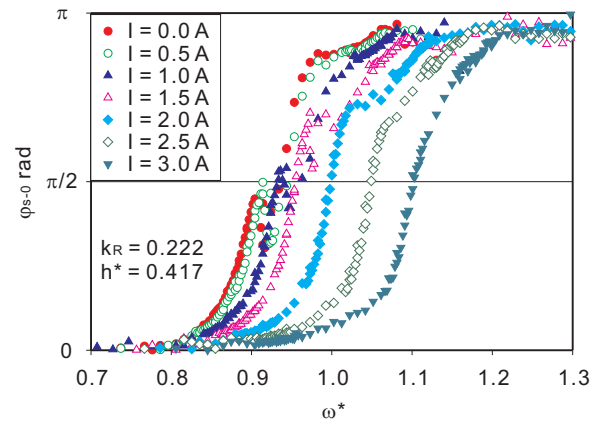 π
I = 0.0 A
I = 0.5 A
I = 1.0 A
I = 1.5 A
I = 2.0 A
I = 2.5 A
I = 3.0 A
φs-0 rad
π/2
kR = 0.222
h* = 0.417
0
0.7 0.8 0.9 1.0 1.1 1.2 1.3
ω*